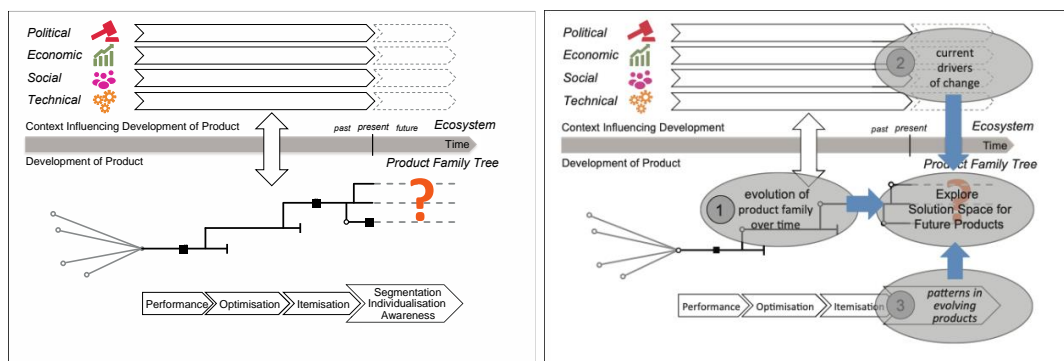 Political
Economic
Social
Technical
Context Influencing Development of Product
past present future
Ecosystem
Time
Development of Product
Product Family Tree
?
Performance
Optimisation
Itemisation
Segmentation
Individualisation
Awareness
Political
Economic
Social
Technical
2
current
drivers
of change
Context Influencing Development
past present
Ecosystem
Time
Development of Product
Product Family Tree
1
evolution of
product family
over time
?
Explore
Solution Space for
Future Products
Performance
Optimisation
Itemisation
3
patterns in
evolving
products